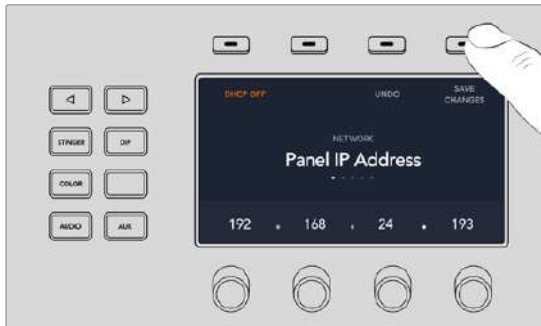 DHCP OFF
UNDO
SAVE
CHANGES
NETWORK
Panel IP Address
192 . 168 . 24 . 193
STINGER
DIP
COLOR
AUDIO
AUX